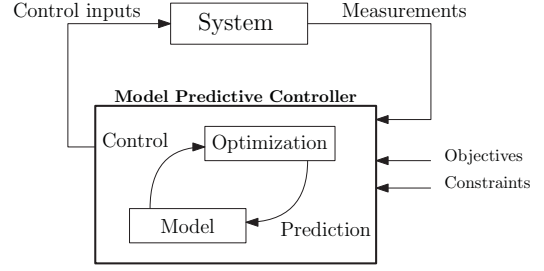 Control inputs
System
Measurements
Model Predictive Controller
Control
Optimization
Objectives
Constraints
Model
Prediction